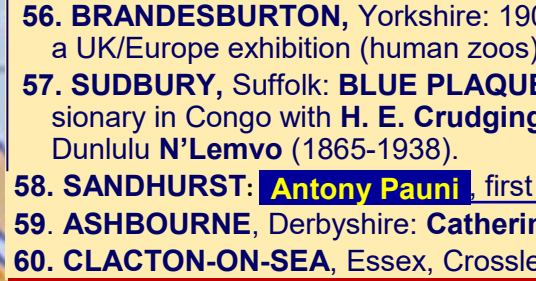 56. BRANDESBURTON, Yorkshire: 190
a UK/Europe exhibition (human zoos)
57. SUDBURY, Suffolk: BLUE PLAQUE
sionary in Congo with H. E. Crudging
Dunlulu N'Lemvo (1865-1938).
58. SANDHURST: Antony Pauni, first
59. ASHBOURNE, Derbyshire: Catherin
60. CLACTON-ON-SEA, Essex, Crossle